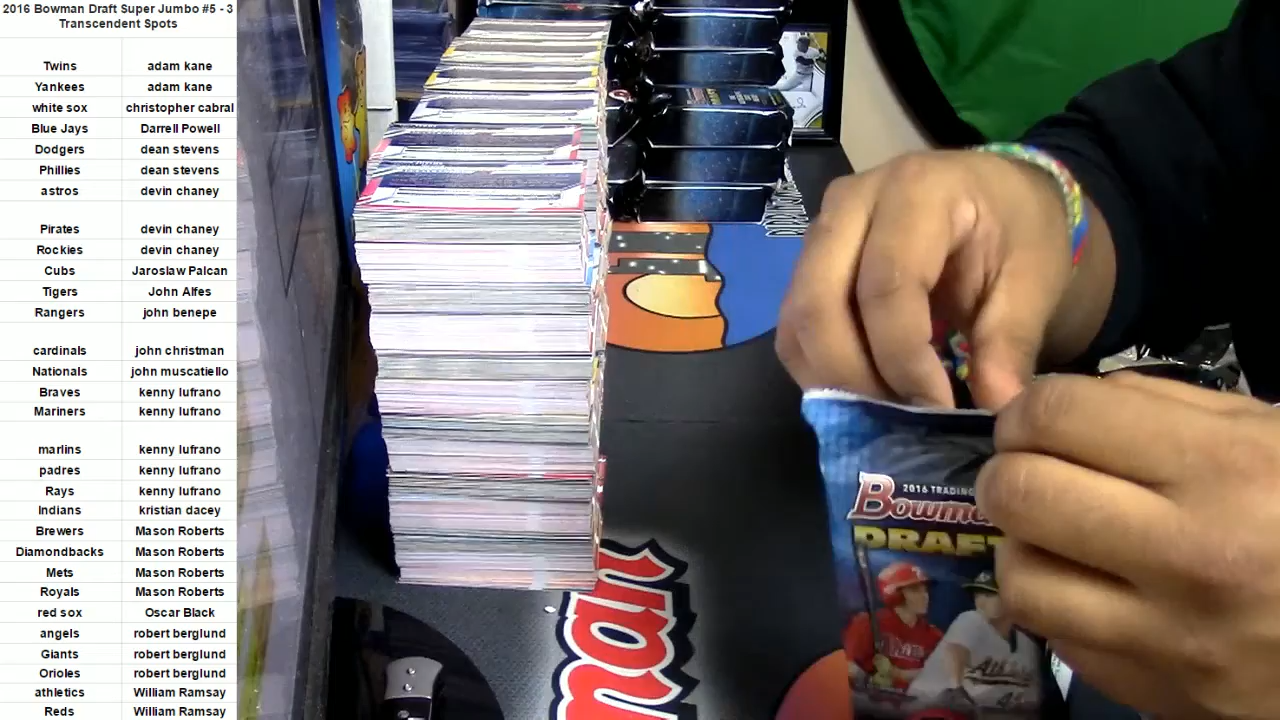 2016 Bowman Draft Super Jumbo #5 - 3
Transcendent Spots
Twins adam kane
Yankees adam kane
white sox christopher cabral
Blue Jays Darrell Powell
Dodgers dean stevens
Phillies dean stevens
astros devin chaney
Pirates devin chaney
Rockies devin chaney
Cubs Jaroslaw Palcan
Tigers John Alfes
Rangers john benepe
cardinals john christman
Nationals john muscatiello
Braves kenny lufrano
Mariners kenny lufrano
marlins kenny lufrano
padres kenny lufrano
Rays kenny lufrano
Indians kristian dacey
Brewers Mason Roberts
Diamondbacks Mason Roberts
Mets Mason Roberts
Royals Mason Roberts
red sox Oscar Black
angels robert berglund
Giants robert berglund
Orioles robert berglund
athletics William Ramsay
Reds William Ramsay
2016 TRADING
Bowma
DRAFT
Athletics